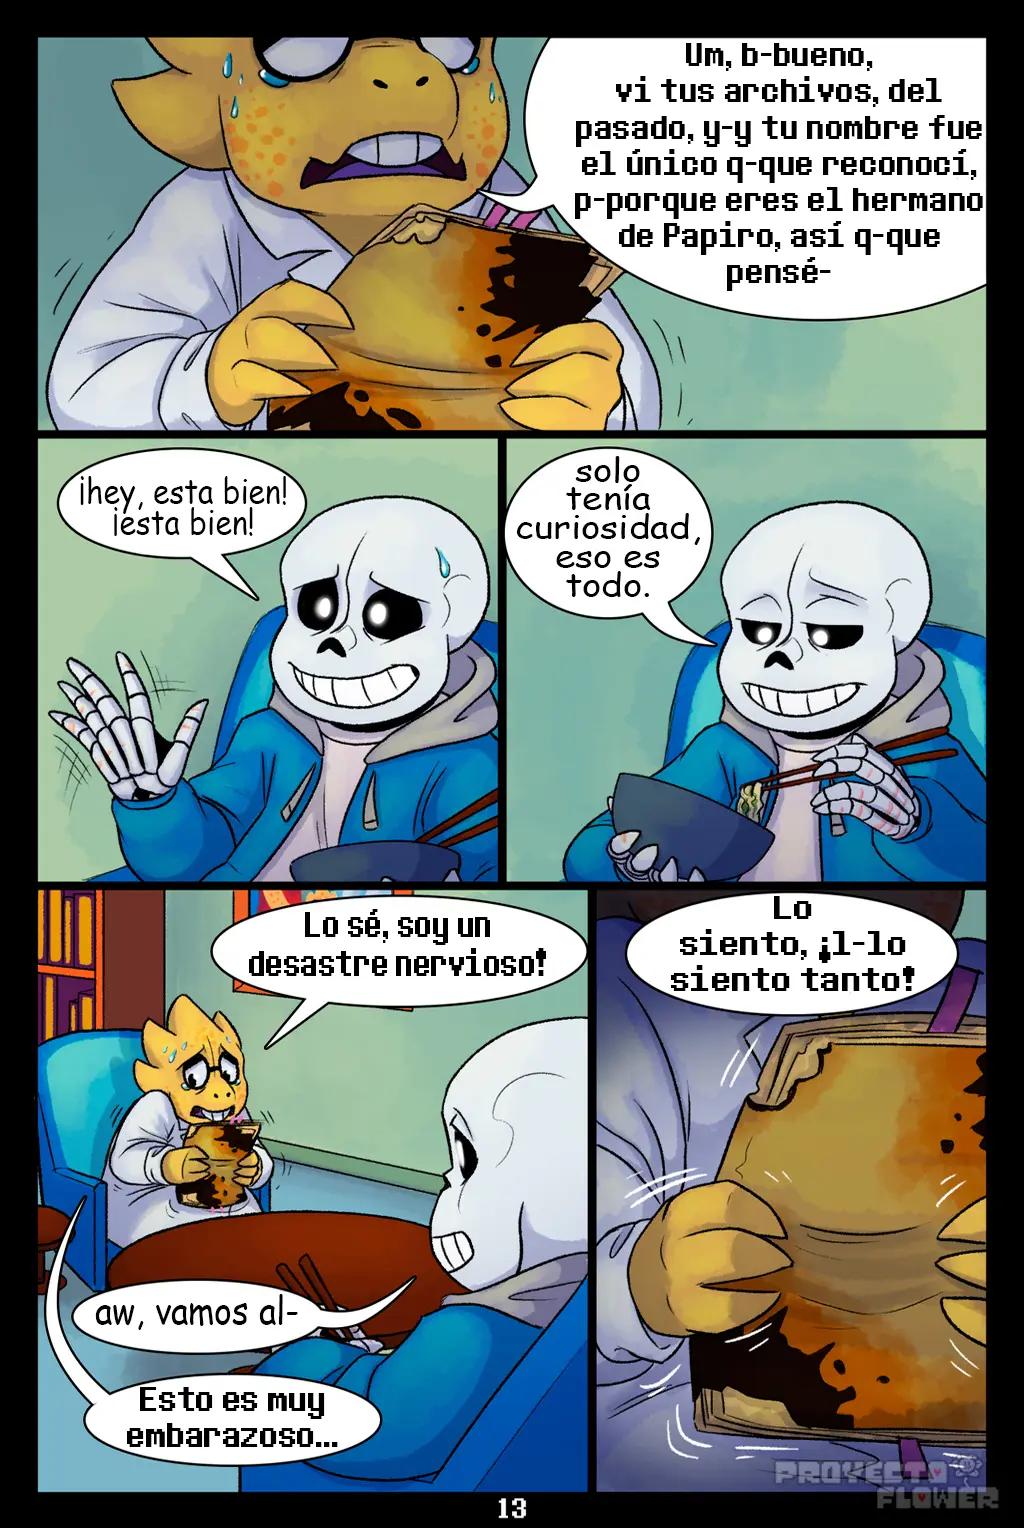 Um, b-bueno,
vi tus archivos, del
pasado, y-y tu nombre fue
el único q-que reconocí,
p-porque eres el hermano
de Papiro, así q-que
pensé-
¡hey, esta bien!
¡esta bien!
solo
tenía
curiosidad,
eso es
todo.
Lo sé, soy un
desastre nervioso!
aw, vamos al-
Esto es muy
embarazoso...
Lo
siento, ¡l-lo
siento tanto!
PROYECTO
FLOWER
13